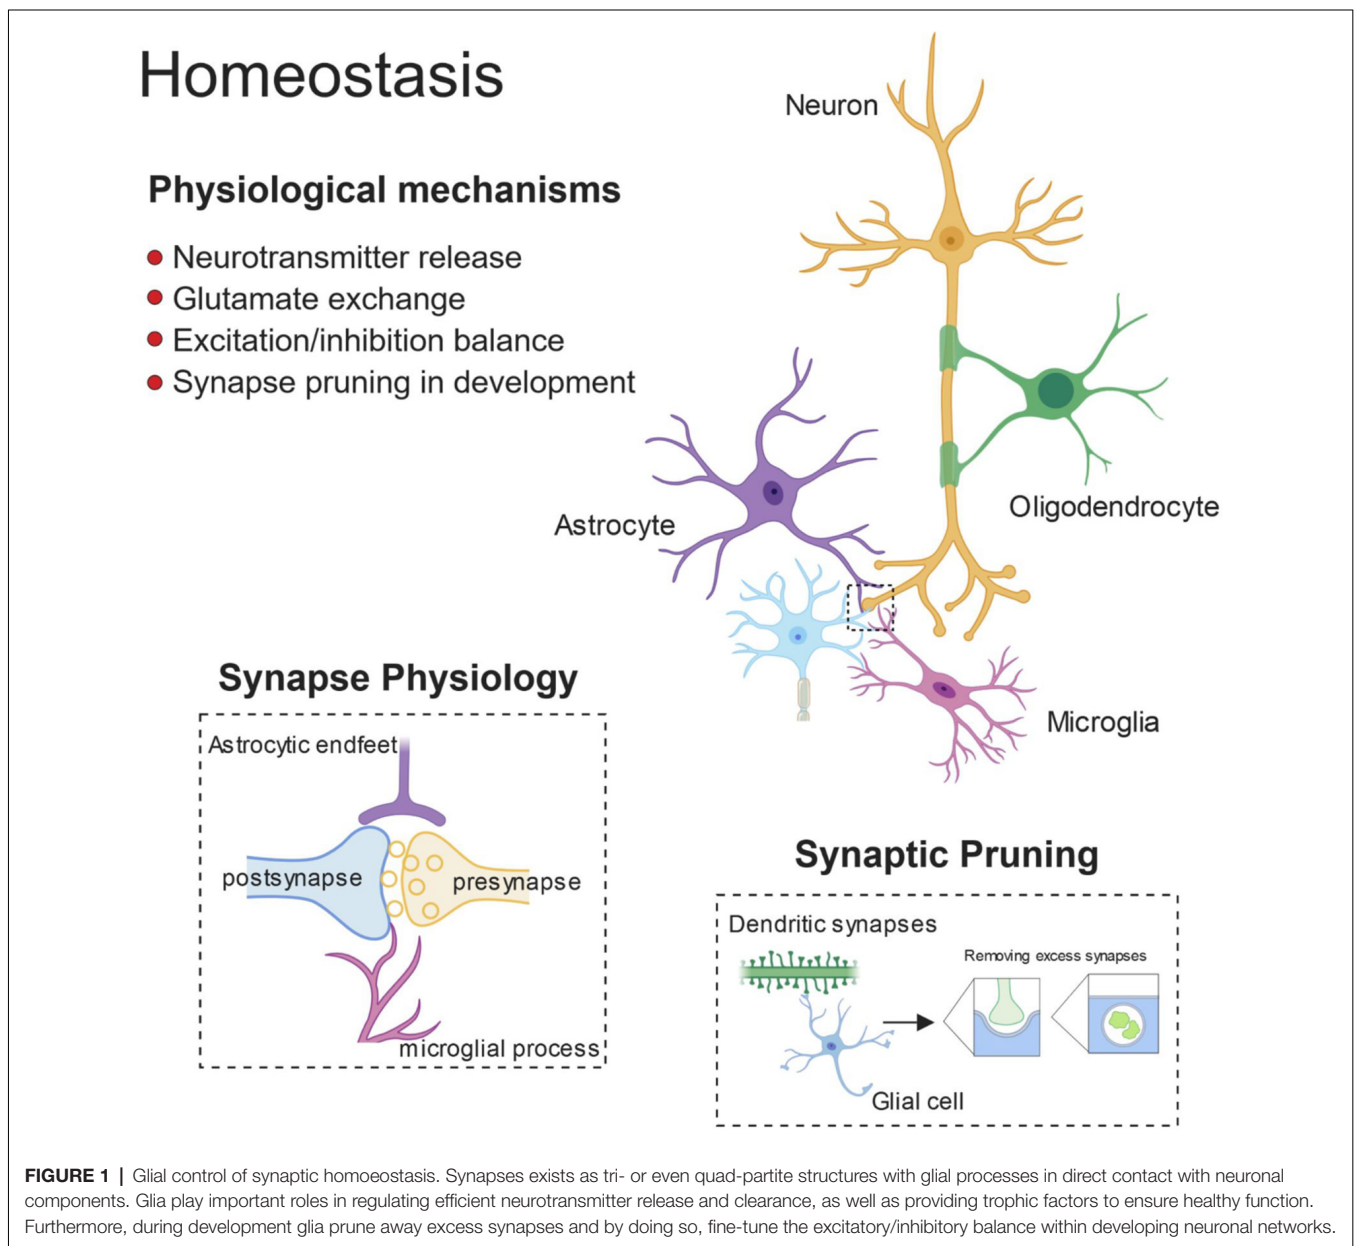 Homeostasis
Neuron
Physiological mechanisms
Neurotransmitter release
Glutamate exchange
Excitation/inhibition balance
Synapse pruning in development
Astrocyte
Oligodendrocyte
Microglia
Synapse Physiology
Astrocytic endfeet
postsynapse
presynapse
microglial process
Synaptic Pruning
Dendritic synapses
Removing excess synapses
Glial cell
FIGURE 1 | Glial control of synaptic homoeostasis. Synapses exists as tri- or even quad-partite structures with glial processes in direct contact with neuronal
components. Glia play important roles in regulating efficient neurotransmitter release and clearance, as well as providing trophic factors to ensure healthy function.
Furthermore, during development glia prune away excess synapses and by doing so, fine-tune the excitatory/inhibitory balance within developing neuronal networks.